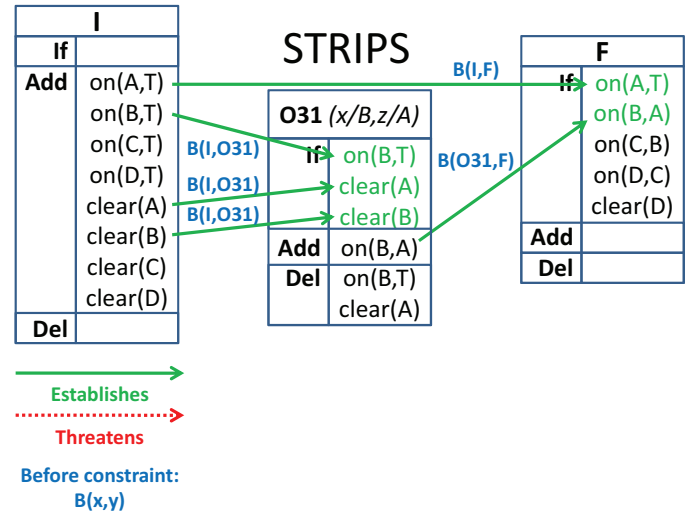 STRIPS
I
If
Add on(A,T)
on(B,T)
on(C,T)
on(D,T)
clear(A)
clear(B)
clear(C)
clear(D)
Del
B(I,O31)
B(I,O31)
B(I,O31)
O31 (x/B,z/A)
If on(B,T)
clear(A)
clear(B)
Add on(B,A)
Del on(B,T)
clear(A)
B(I,F)
B(O31,F)
F
If on(A,T)
on(B,A)
on(C,B)
on(D,C)
clear(D)
Add
Del
Establishes
Threatens
Before constraint:
B(x,y)